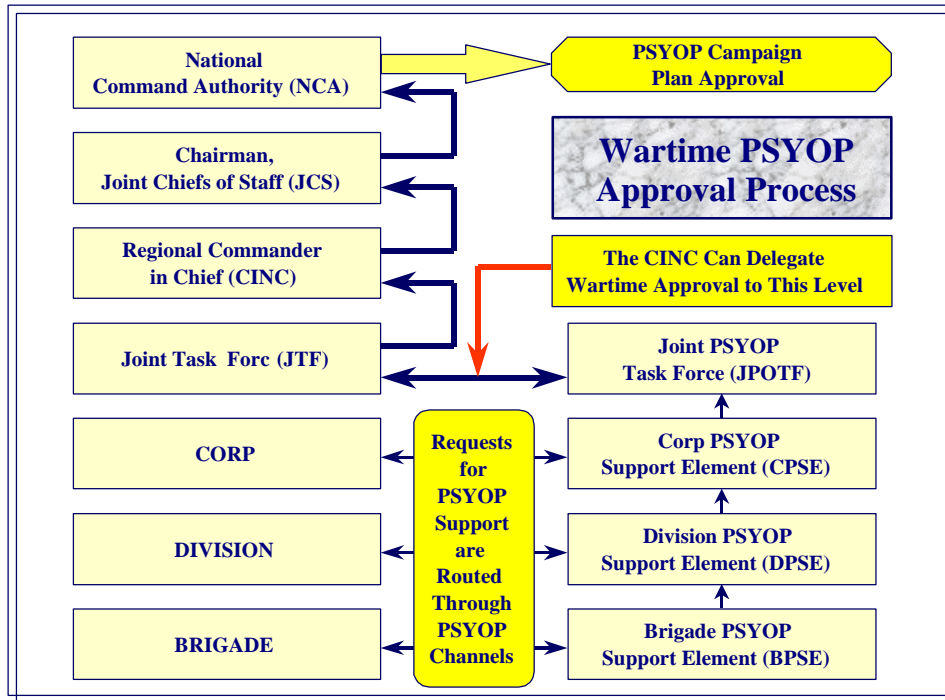 National
Command Authority (NCA)
PSYOP Campaign
Plan Approval
Chairman,
Joint Chiefs of Staff (JCS)
Wartime PSYOP
Approval Process
Regional Commander
in Chief (CINC)
The CINC Can Delegate
Wartime Approval to This Level
Joint Task Forc (JTF)
Joint PSYOP
Task Force (JPOTF)
CORP
Requests
for
PSYOP
Support
are
Routed
Through
PSYOP
Channels
Corp PSYOP
Support Element (CPSE)
DIVISION
Division PSYOP
Support Element (DPSE)
BRIGADE
Brigade PSYOP
Support Element (BPSE)